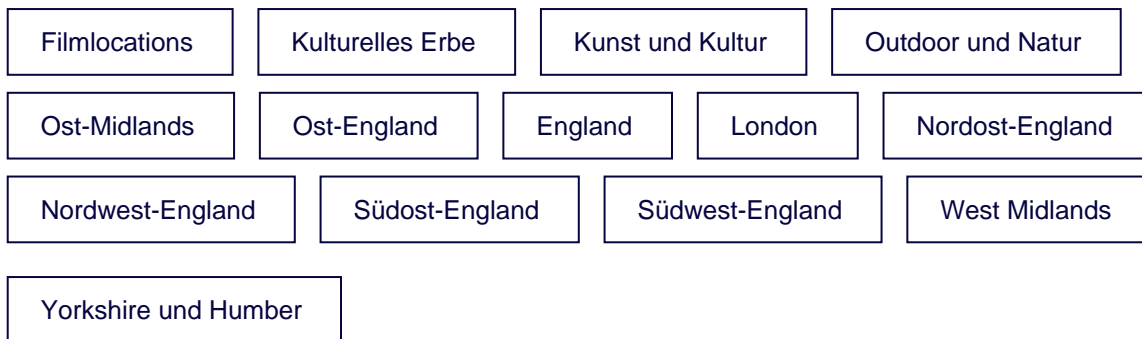 Filmlocations Kulturelles Erbe Kunst und Kultur Outdoor und Natur
Ost-Midlands Ost-England England London Nordost-England
Nordwest-England Südost-England Südwest-England West Midlands
Yorkshire und Humber